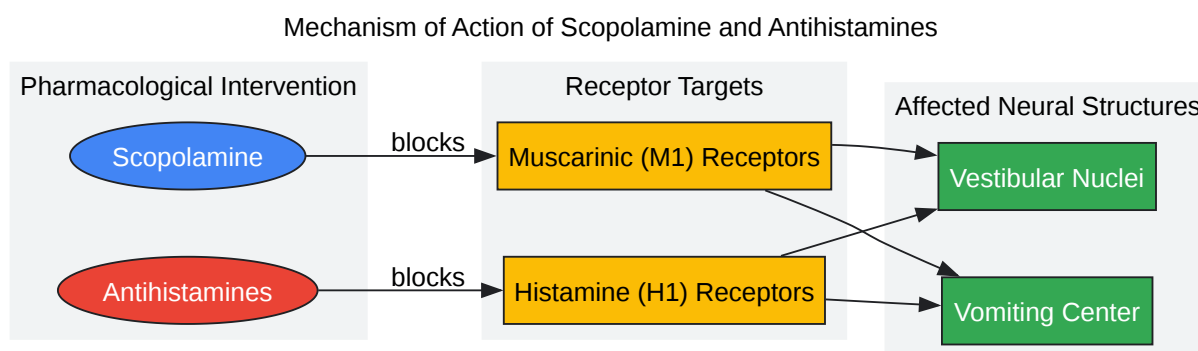 Mechanism of Action of Scopolamine and Antihistamines
Pharmacological Intervention
Scopolamine
Antihistamines
blocks
blocks
Receptor Targets
Muscarinic (M1) Receptors
Histamine (H1) Receptors
Affected Neural Structures
Vestibular Nuclei
Vomiting Center